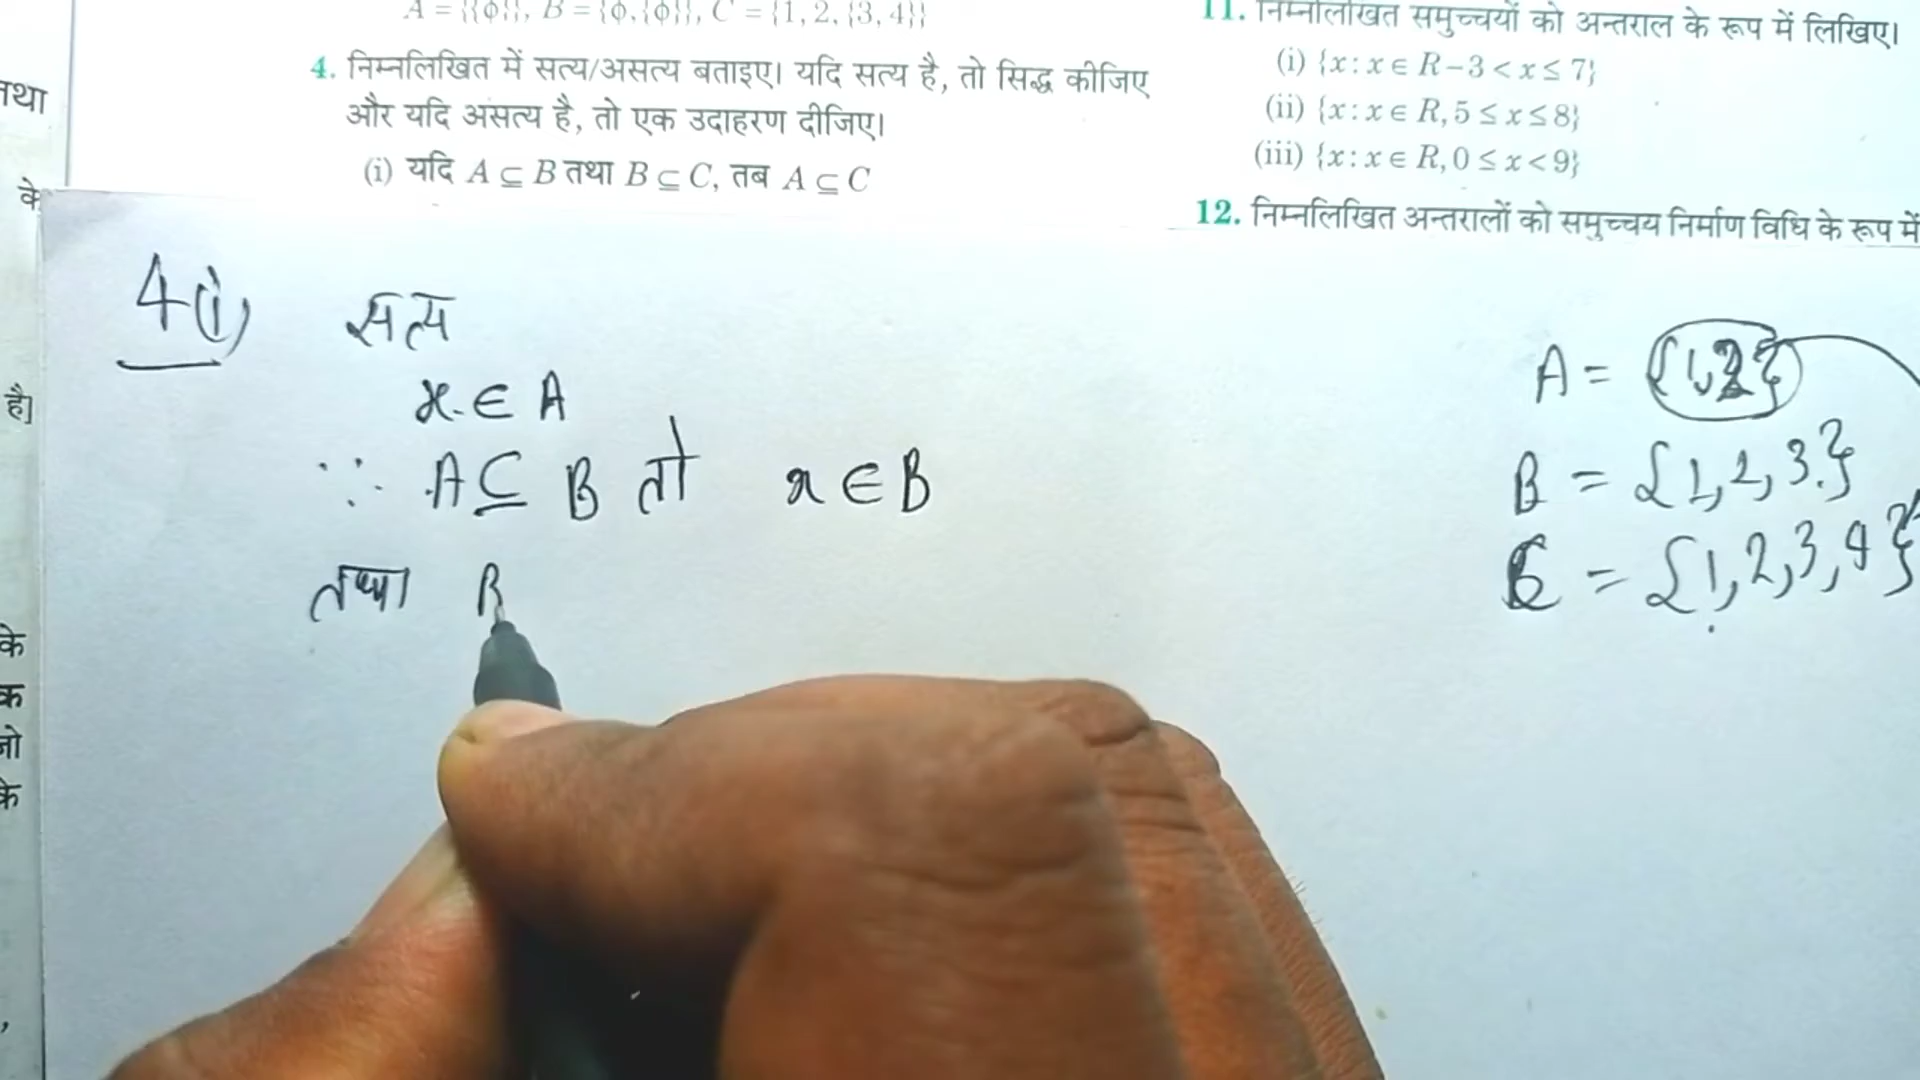 A = {{ϕ}}, B = {ϕ,{ϕ}}, C = {1, 2, {3, 4}}
4. निम्नलिखित में सत्य/असत्य बताइए। यदि सत्य है, तो सिद्ध कीजिए
और यदि असत्य है, तो एक उदाहरण दीजिए।
(i) यदि A ⊆ B तथा B ⊆ C, तब A ⊆ C
11. निम्नलिखित समुच्चयों को अन्तराल के रूप में लिखिए।
(i) {x : x ∈ R – 3 < x ≤ 7}
(ii) {x : x ∈ R, 5 ≤ x ≤ 8}
(iii) {x : x ∈ R, 0 ≤ x < 9}
12. निम्नलिखित अन्तरालों को समुच्चय निर्माण विधि के रूप में
तथा
के
है]
के
क
जो
के
4(i) सत्य
x ∈ A
∵ A ⊆ B तो x ∈ B
तथा B
A = {1,2}
B = {1,2,3}
C = {1,2,3,4}